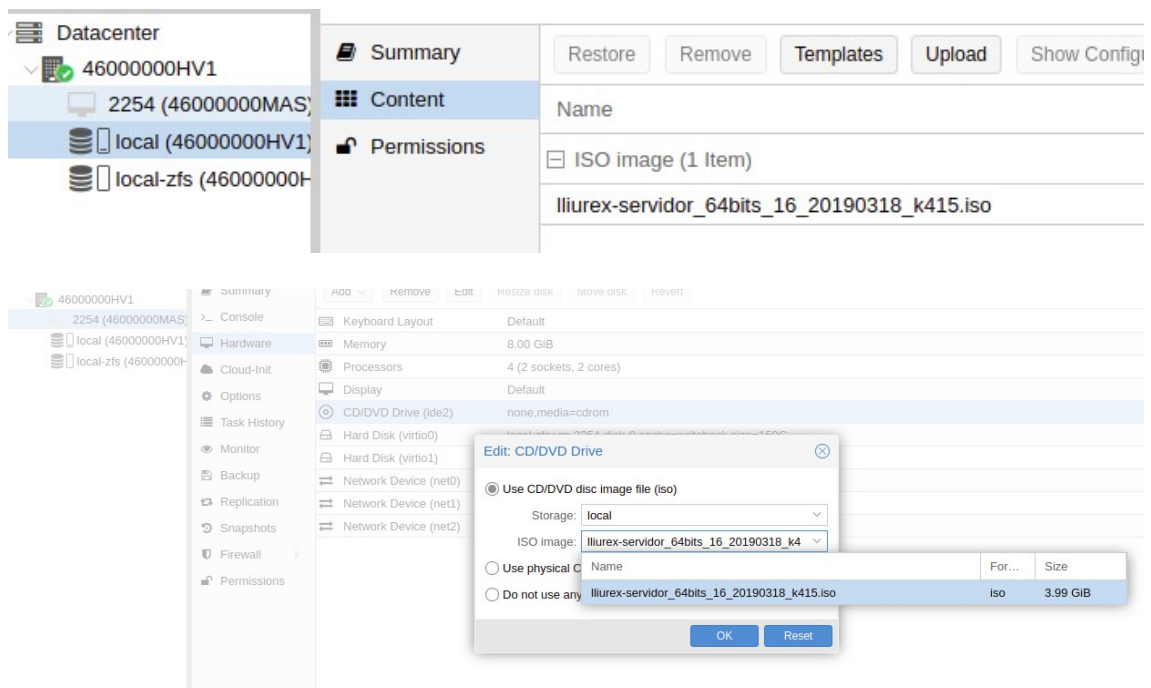 Datacenter
46000000HV1
2254 (46000000MAS)
local (46000000HV1)
local-zfs (46000000H
Summary
Content
Permissions
Restore Remove Templates Upload Show Configu
Name
ISO image (1 Item)
lliurex-servidor_64bits_16_20190318_k415.iso
46000000HV1
2254 (46000000MAS)
local (46000000HV1)
local-zfs (46000000H
Summary
Console
Hardware
Cloud-Init
Options
Task History
Monitor
Backup
Replication
Snapshots
Firewall
Permissions
Add Remove Edit Resize disk Move disk Revert
Keyboard Layout Default
Memory 8.00 GiB
Processors 4 (2 sockets, 2 cores)
Display Default
CD/DVD Drive (ide2) none,media=cdrom
Hard Disk (virtio0)
Hard Disk (virtio1)
Network Device (net0)
Network Device (net1)
Network Device (net2)
Edit: CD/DVD Drive
Use CD/DVD disc image file (iso)
Storage: local
ISO image: lliurex-servidor_64bits_16_20190318_k4
Use physical C
Do not use any
Name For... Size
lliurex-servidor_64bits_16_20190318_k415.iso iso 3.99 GiB
OK Reset